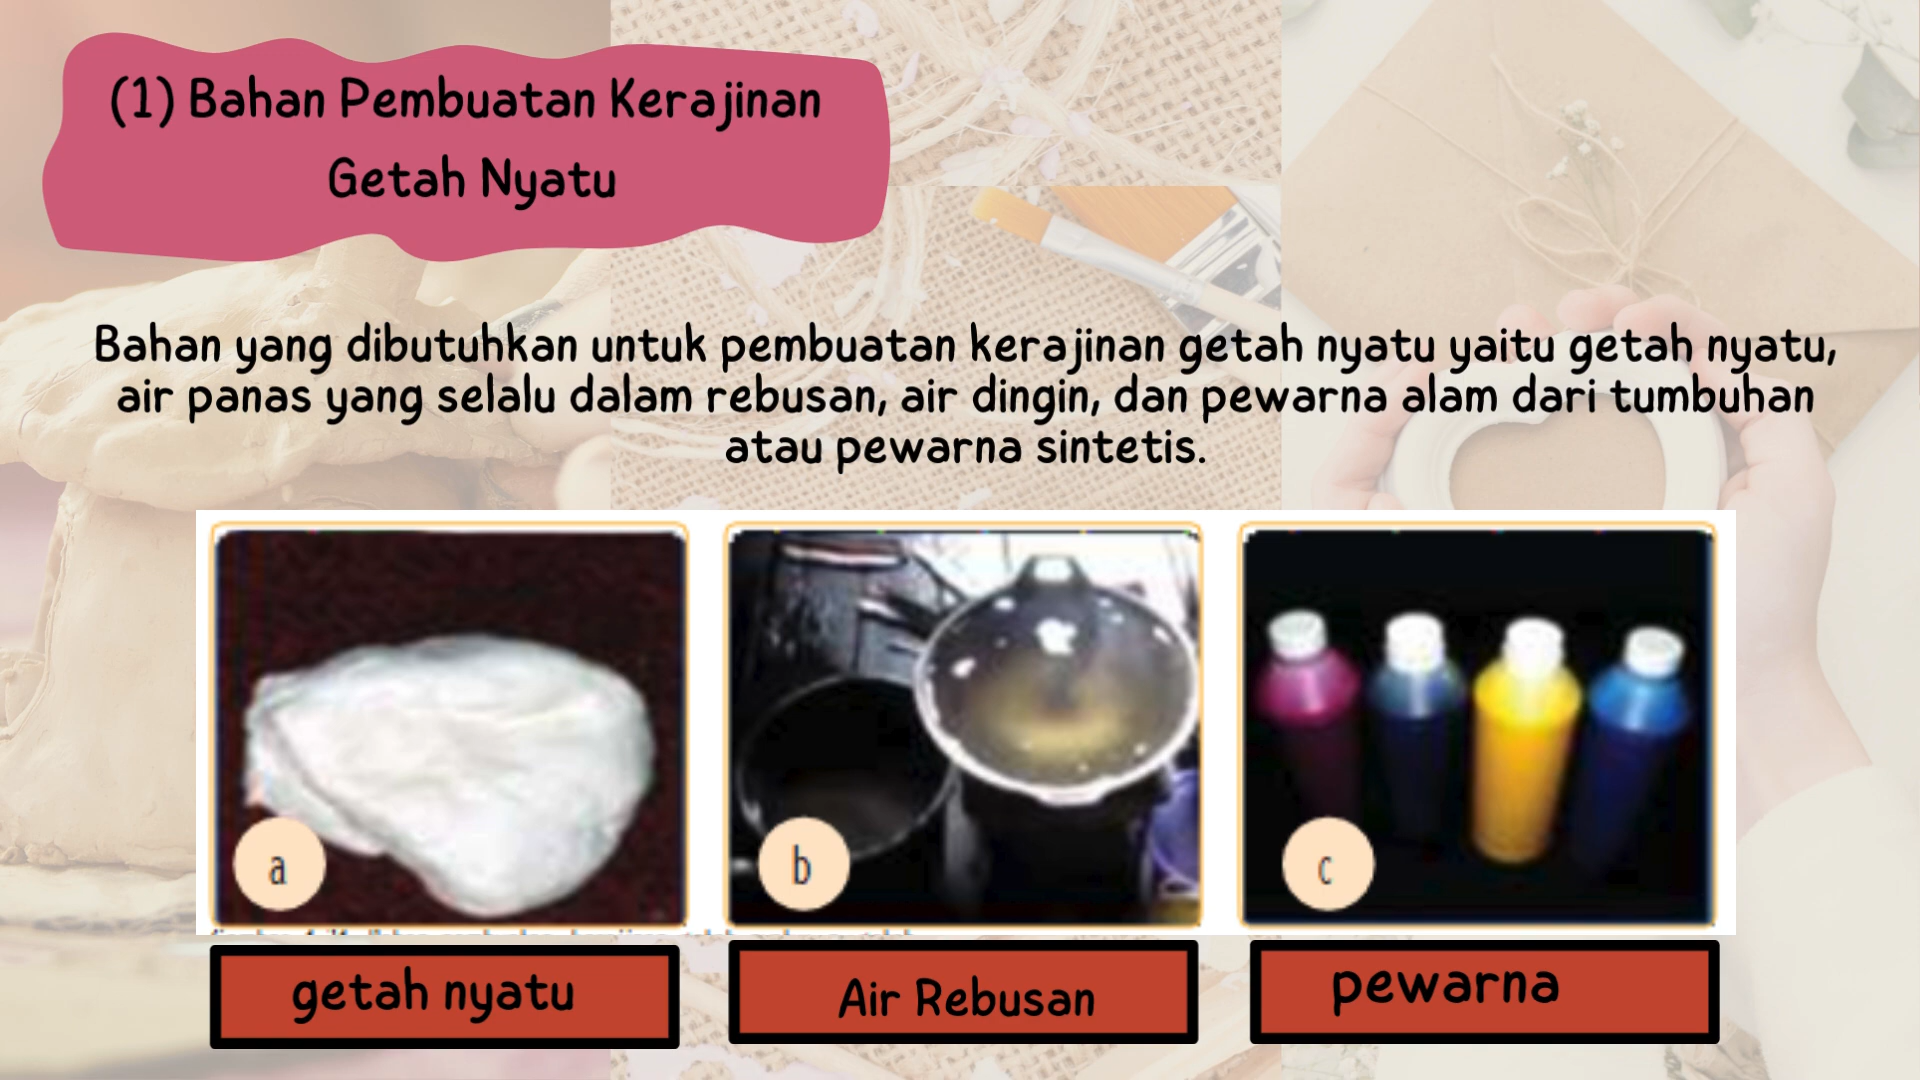 (1) Bahan Pembuatan Kerajinan
Getah Nyatu
Bahan yang dibutuhkan untuk pembuatan kerajinan getah nyatu yaitu getah nyatu,
air panas yang selalu dalam rebusan, air dingin, dan pewarna alam dari tumbuhan
atau pewarna sintetis.
a
b
c
getah nyatu
Air Rebusan
pewarna